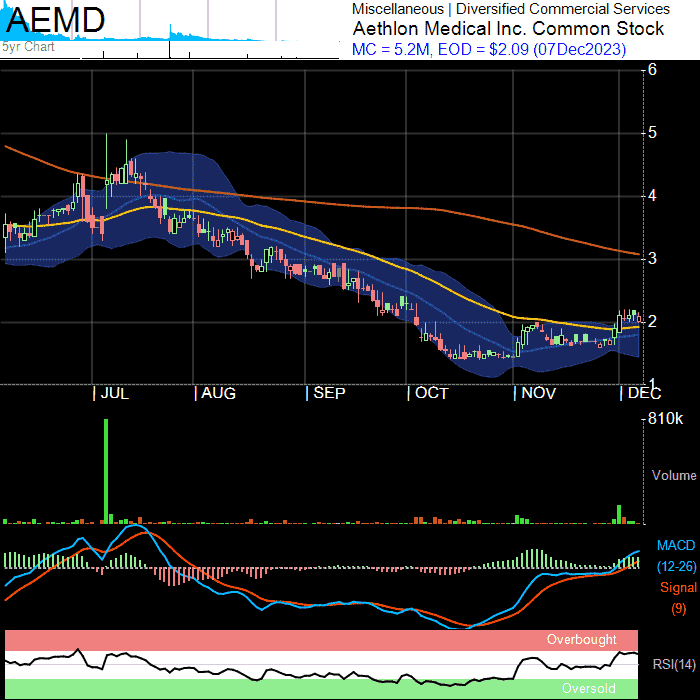 AEMD
5yr Chart
Miscellaneous | Diversified Commercial Services
Aethlon Medical Inc. Common Stock
MC = 5.2M, EOD = $2.09 (07Dec2023)
6
5
4
3
2
1
| JUL | AUG | SEP | OCT | NOV | DEC
810k
Volume
MACD
(12-26)
Signal
(9)
Overbought
RSI(14)
Oversold